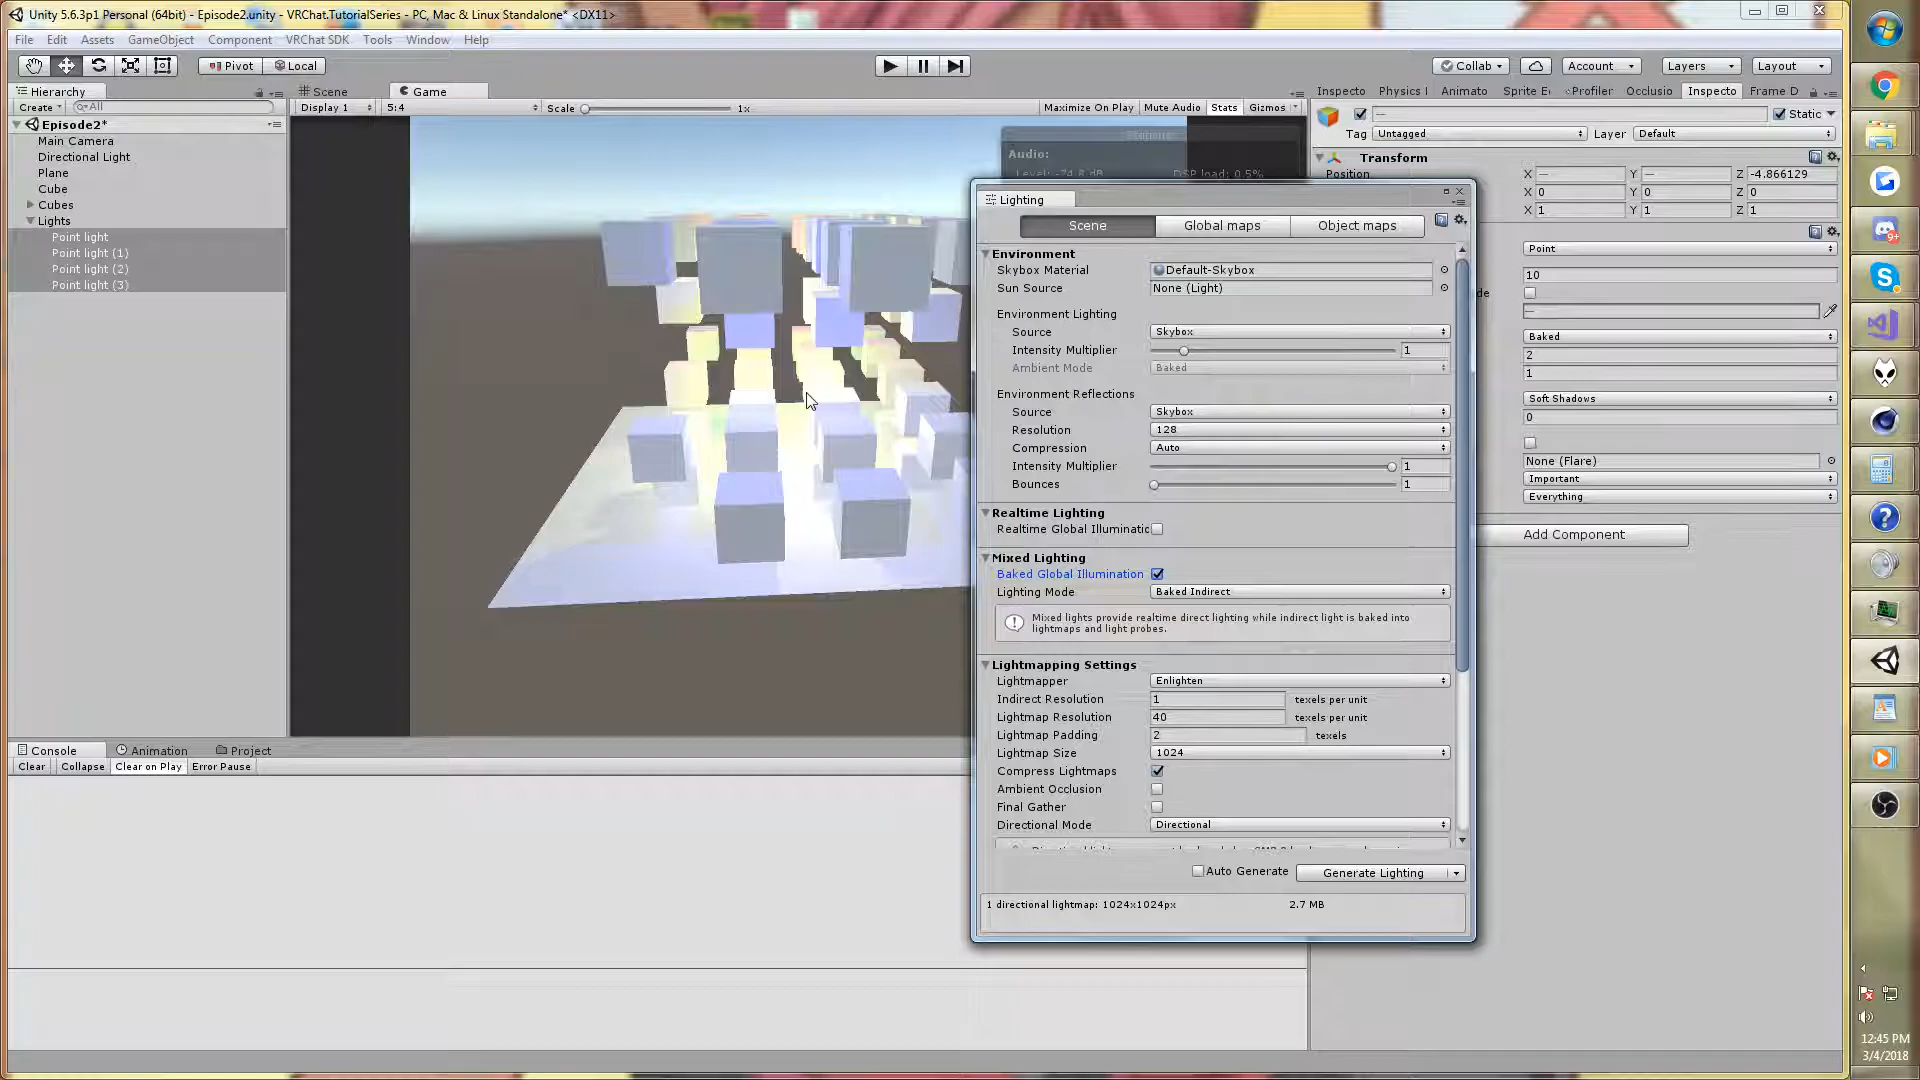 Unity 5.6.3p1 Personal (64bit) - Episode2.unity - VRChat.TutorialSeries - PC, Mac & Linux Standalone* <DX11>
File Edit Assets GameObject Component VRChat SDK Tools Window Help
Pivot Local
Collab Account Layers Layout
Hierarchy
Scene Game
Inspecto Physics I Animato Sprite E Profiler Occlusio Inspecto Frame D
Create All
Display 1 5:4 Scale 1x Maximize On Play Mute Audio Stats Gizmos
Static
Tag Untagged Layer Default
Episode2*
Main Camera
Directional Light
Plane
Cube
Cubes
Lights
Point light
Point light (1)
Point light (2)
Point light (3)
Audio:
Level: -74.8 dB DSP load: 0.5%
Transform
Position X — Y — Z -4.866129
X 0 Y 0 Z 0
X 1 Y 1 Z 1
Point
10
de
—
Baked
2
1
Soft Shadows
0
None (Flare)
Important
Everything
Add Component
Lighting
Scene Global maps Object maps
Environment
Skybox Material Default-Skybox
Sun Source None (Light)
Environment Lighting
Source Skybox
Intensity Multiplier 1
Ambient Mode Baked
Environment Reflections
Source Skybox
Resolution 128
Compression Auto
Intensity Multiplier 1
Bounces 1
Realtime Lighting
Realtime Global Illuminatic
Mixed Lighting
Baked Global Illumination
Lighting Mode Baked Indirect
Mixed lights provide realtime direct lighting while indirect light is baked into
lightmaps and light probes.
Lightmapping Settings
Lightmapper Enlighten
Indirect Resolution 1 texels per unit
Lightmap Resolution 40 texels per unit
Lightmap Padding 2 texels
Lightmap Size 1024
Compress Lightmaps
Ambient Occlusion
Final Gather
Directional Mode Directional
Auto Generate Generate Lighting
1 directional lightmap: 1024x1024px 2.7 MB
Console Animation Project
Clear Collapse Clear on Play Error Pause
9+
12:45 PM
3/4/2018